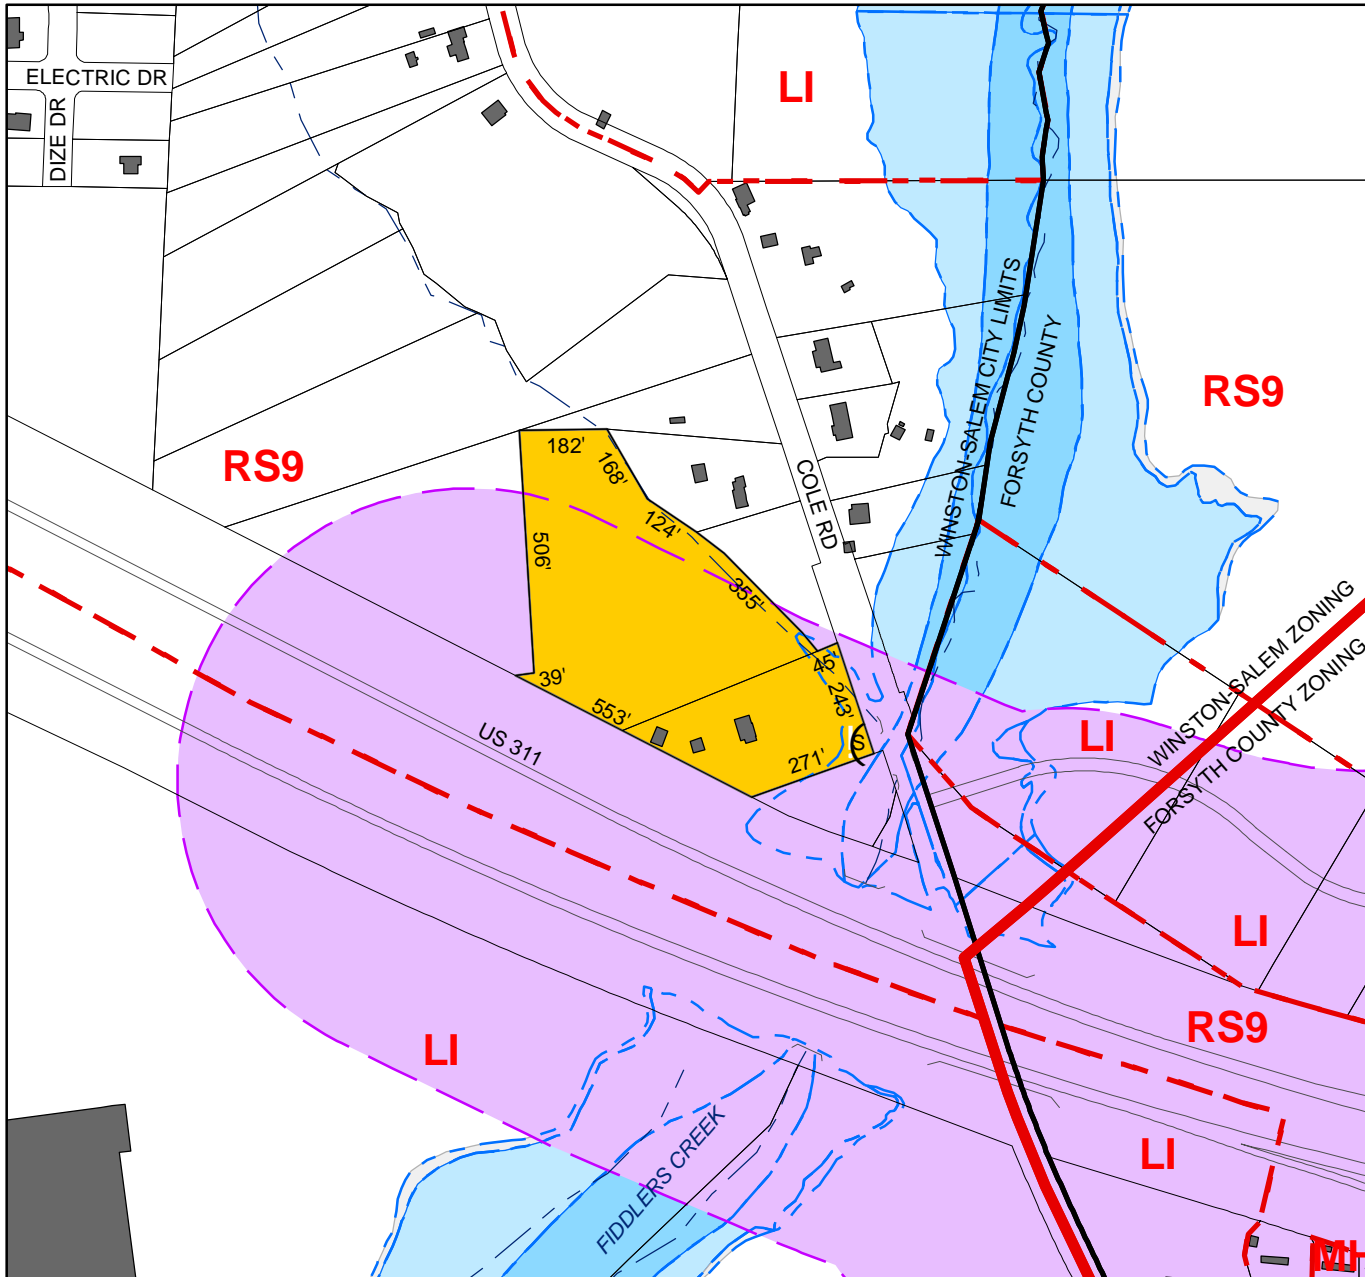 ELECTRIC DR
DIZE DR
LI
RS9
RS9
WINSTON-SALEM CITY LIMITS
FORSYTH COUNTY
COLE RD
182'
168'
124'
355'
506'
39'
553'
45'
243'
271'
S
US 311
WINSTON-SALEM ZONING
FORSYTH COUNTY ZONING
LI
LI
RS9
LI
LI
FIDDLERS CREEK
MH